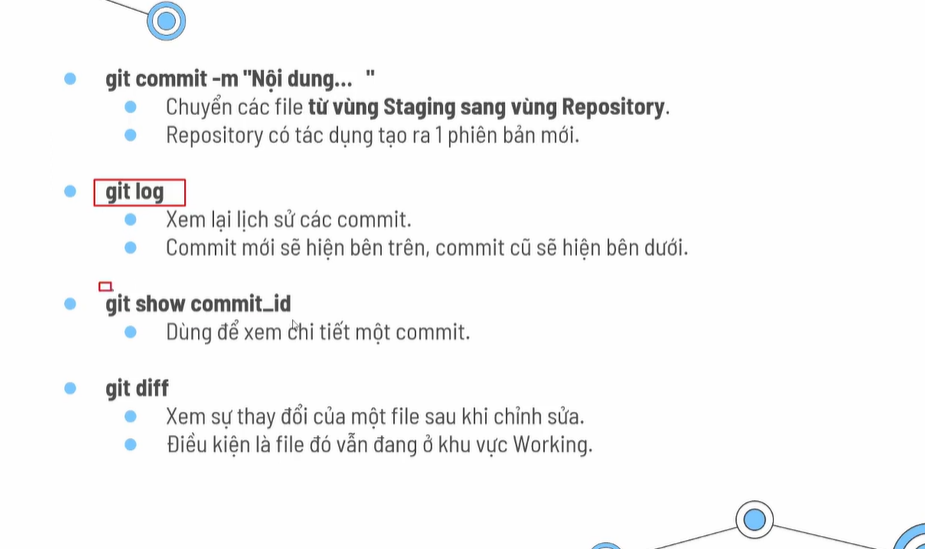 git commit -m "Nội dung... "
Chuyển các file từ vùng Staging sang vùng Repository.
Repository có tác dụng tạo ra 1 phiên bản mới.
git log
Xem lại lịch sử các commit.
Commit mới sẽ hiện bên trên, commit cũ sẽ hiện bên dưới.
git show commit_id
Dùng để xem chi tiết một commit.
git diff
Xem sự thay đổi của một file sau khi chỉnh sửa.
Điều kiện là file đó vẫn đang ở khu vực Working.